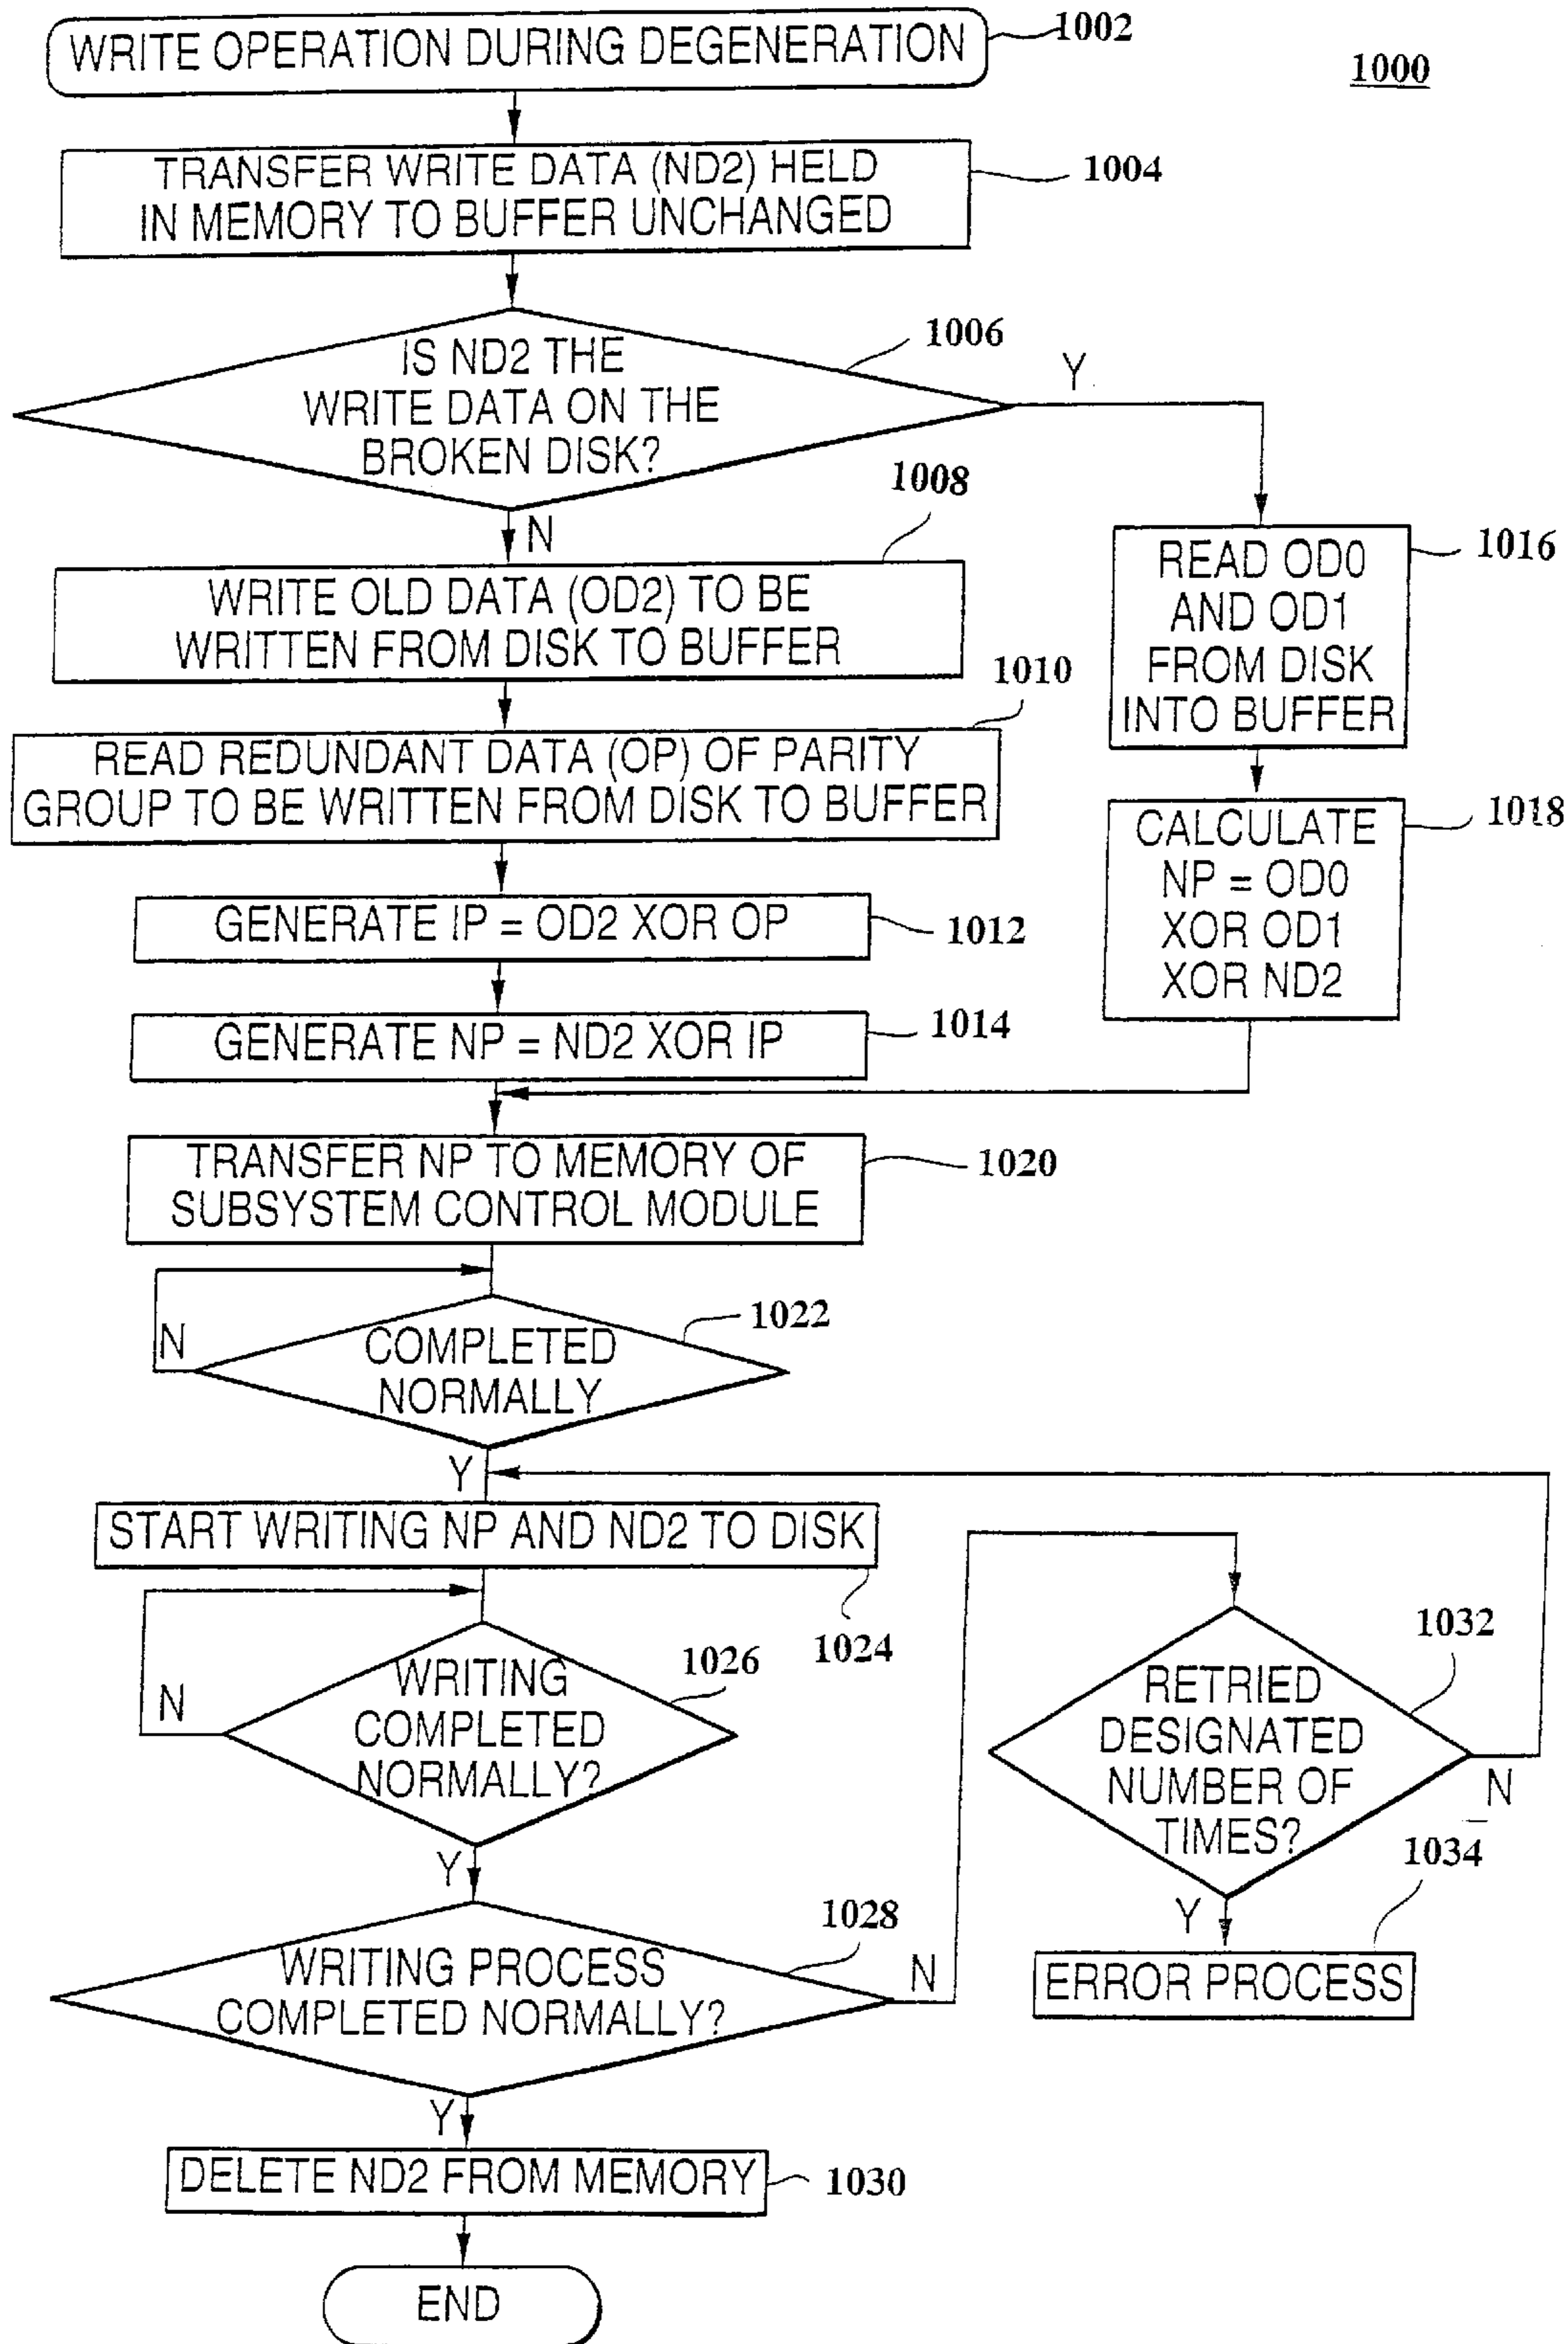 WRITE OPERATION DURING DEGENERATION
1002
1000
TRANSFER WRITE DATA (ND2) HELD
IN MEMORY TO BUFFER UNCHANGED
1004
IS ND2 THE
WRITE DATA ON THE
BROKEN DISK?
1006
Y
N
1008
WRITE OLD DATA (OD2) TO BE
WRITTEN FROM DISK TO BUFFER
READ OD0
AND OD1
FROM DISK
INTO BUFFER
1016
1010
READ REDUNDANT DATA (OP) OF PARITY
GROUP TO BE WRITTEN FROM DISK TO BUFFER
CALCULATE
NP = OD0
XOR OD1
XOR ND2
1018
GENERATE IP = OD2 XOR OP
1012
GENERATE NP = ND2 XOR IP
1014
TRANSFER NP TO MEMORY OF
SUBSYSTEM CONTROL MODULE
1020
COMPLETED
NORMALLY
1022
N
Y
START WRITING NP AND ND2 TO DISK
1024
WRITING
COMPLETED
NORMALLY?
1026
N
Y
RETRIED
DESIGNATED
NUMBER OF
TIMES?
1032
N
Y
1034
ERROR PROCESS
WRITING PROCESS
COMPLETED NORMALLY?
1028
N
Y
DELETE ND2 FROM MEMORY
1030
END